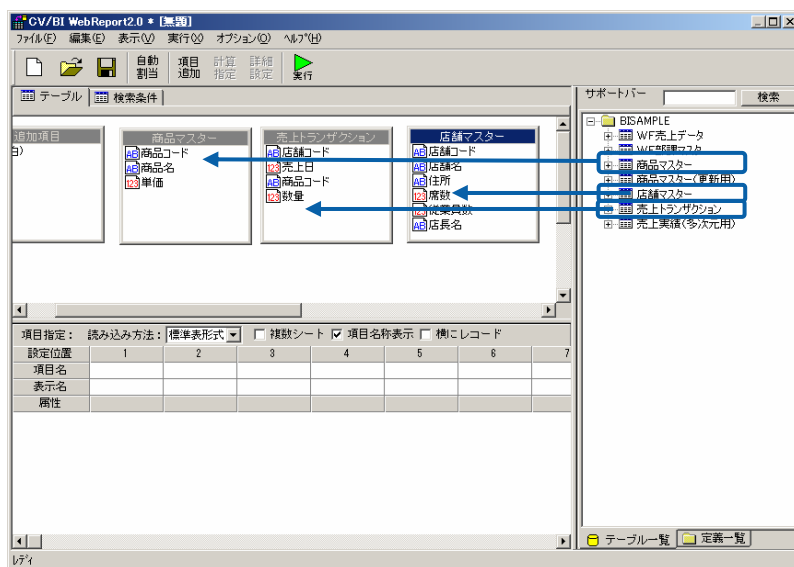 CV/BI WebReport2.0 * [無題]
ファイル(F) 編集(E) 表示(V) 実行(X) オプション(O) ヘルプ(H)
自動割当 項目追加 計算指定 詳細設定 実行
テーブル 検索条件
追加項目
商品マスター
商品コード
商品名
単価
売上トランザクション
店舗コード
売上日
商品コード
数量
店舗マスター
店舗コード
店舗名
住所
席数
従業員数
店長名
項目指定： 読み込み方法： 標準表形式 複数シート 項目名称表示 横にレコード
設定位置 1 2 3 4 5 6 7
項目名
表示名
属性
レディ
サポートバー 検索
BISAMPLE
WF売上データ
WF部課マスタ
商品マスター
商品マスター(更新用)
店舗マスター
売上トランザクション
売上実績(多次元用)
テーブル一覧 定義一覧